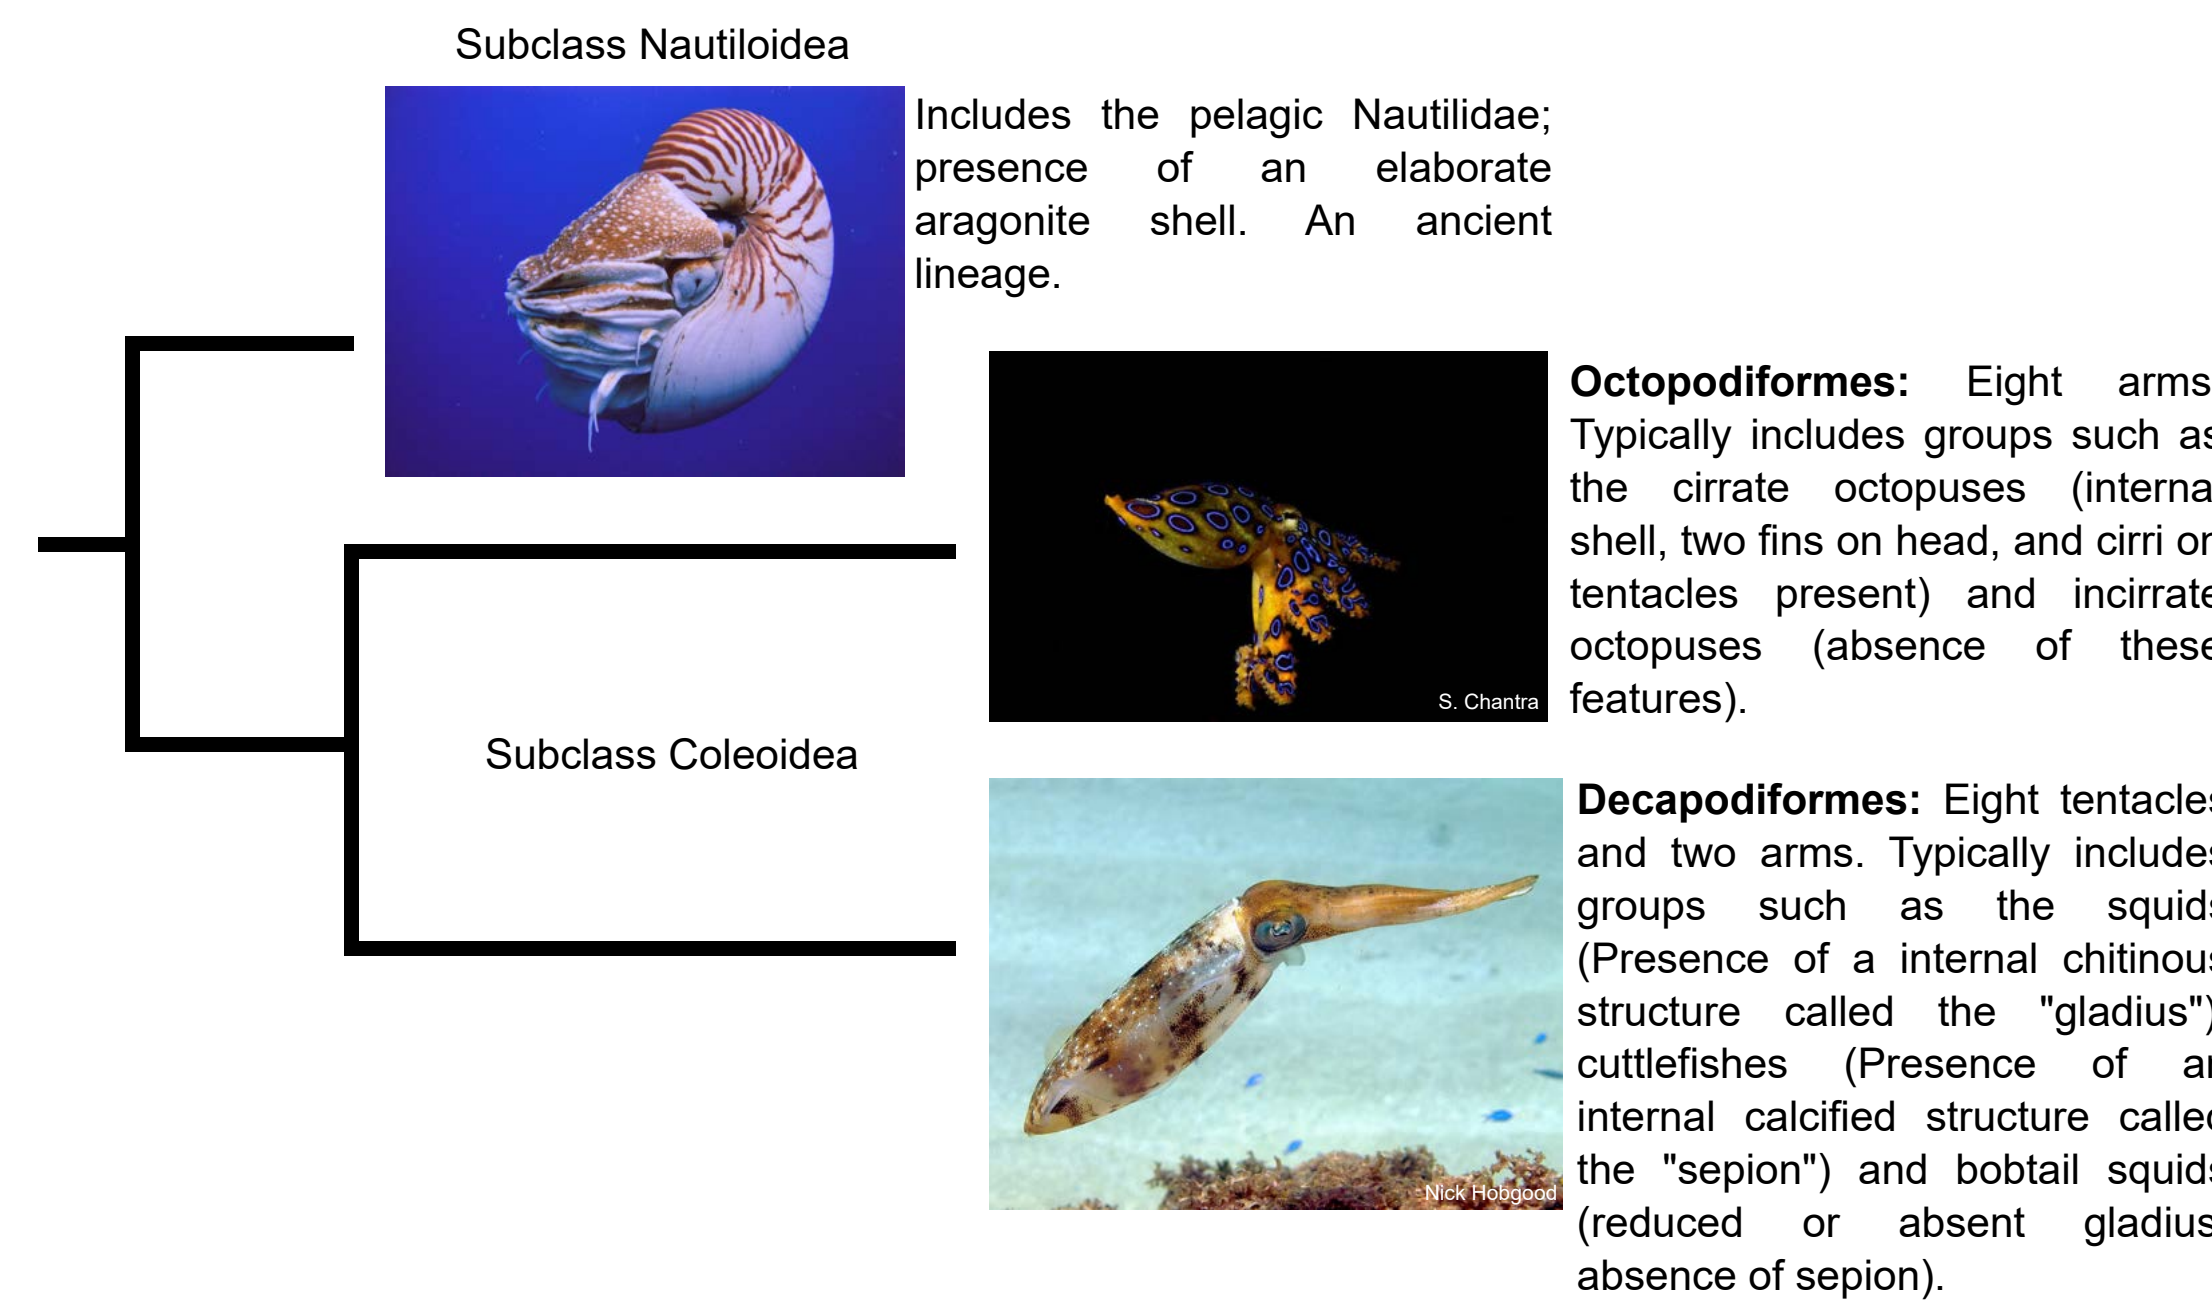 Subclass Nautiloidea
Includes the pelagic Nautilidae;
presence of an elaborate
aragonite shell. An ancient
lineage.
Octopodiformes: Eight arms
Typically includes groups such as
the cirrate octopuses (interna
shell, two fins on head, and cirri on
tentacles present) and incirrate
octopuses (absence of these
features).
S. Chantra
Subclass Coleoidea
Decapodiformes: Eight tentacles
and two arms. Typically includes
groups such as the squids
(Presence of a internal chitinous
structure called the "gladius")
cuttlefishes (Presence of an
internal calcified structure called
the "sepion") and bobtail squids
(reduced or absent gladius
absence of sepion).
Nick Hobgood